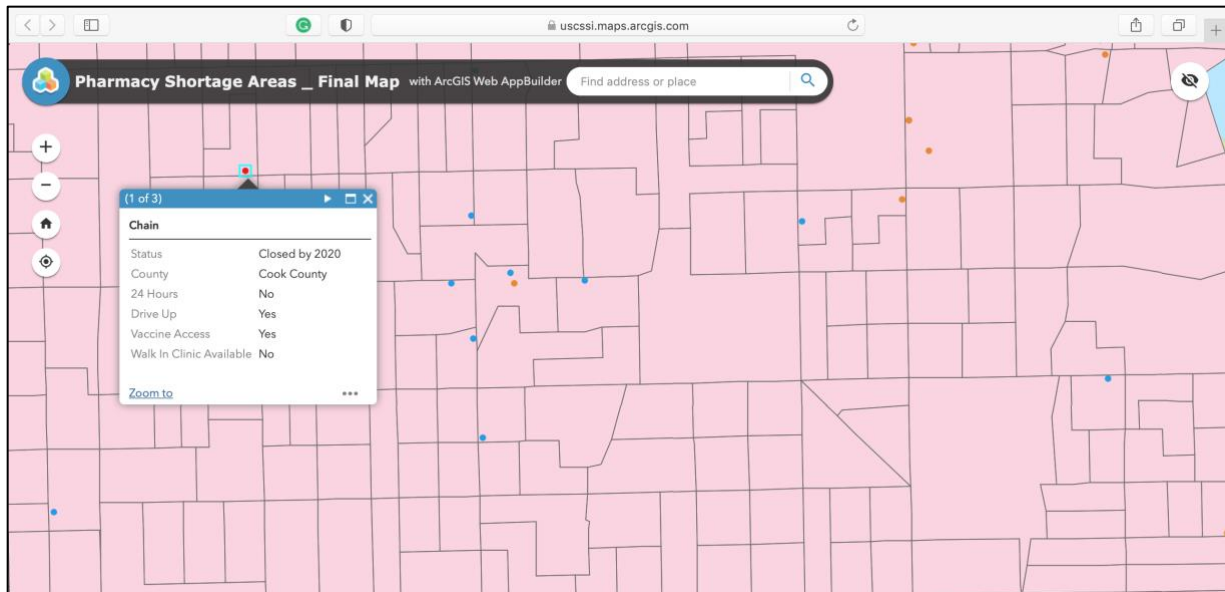 uscssi.maps.arcgis.com
Pharmacy Shortage Areas _ Final Map with ArcGIS Web AppBuilder Find address or place
(1 of 3)
Chain
Status Closed by 2020
County Cook County
24 Hours No
Drive Up Yes
Vaccine Access Yes
Walk In Clinic Available No
Zoom to